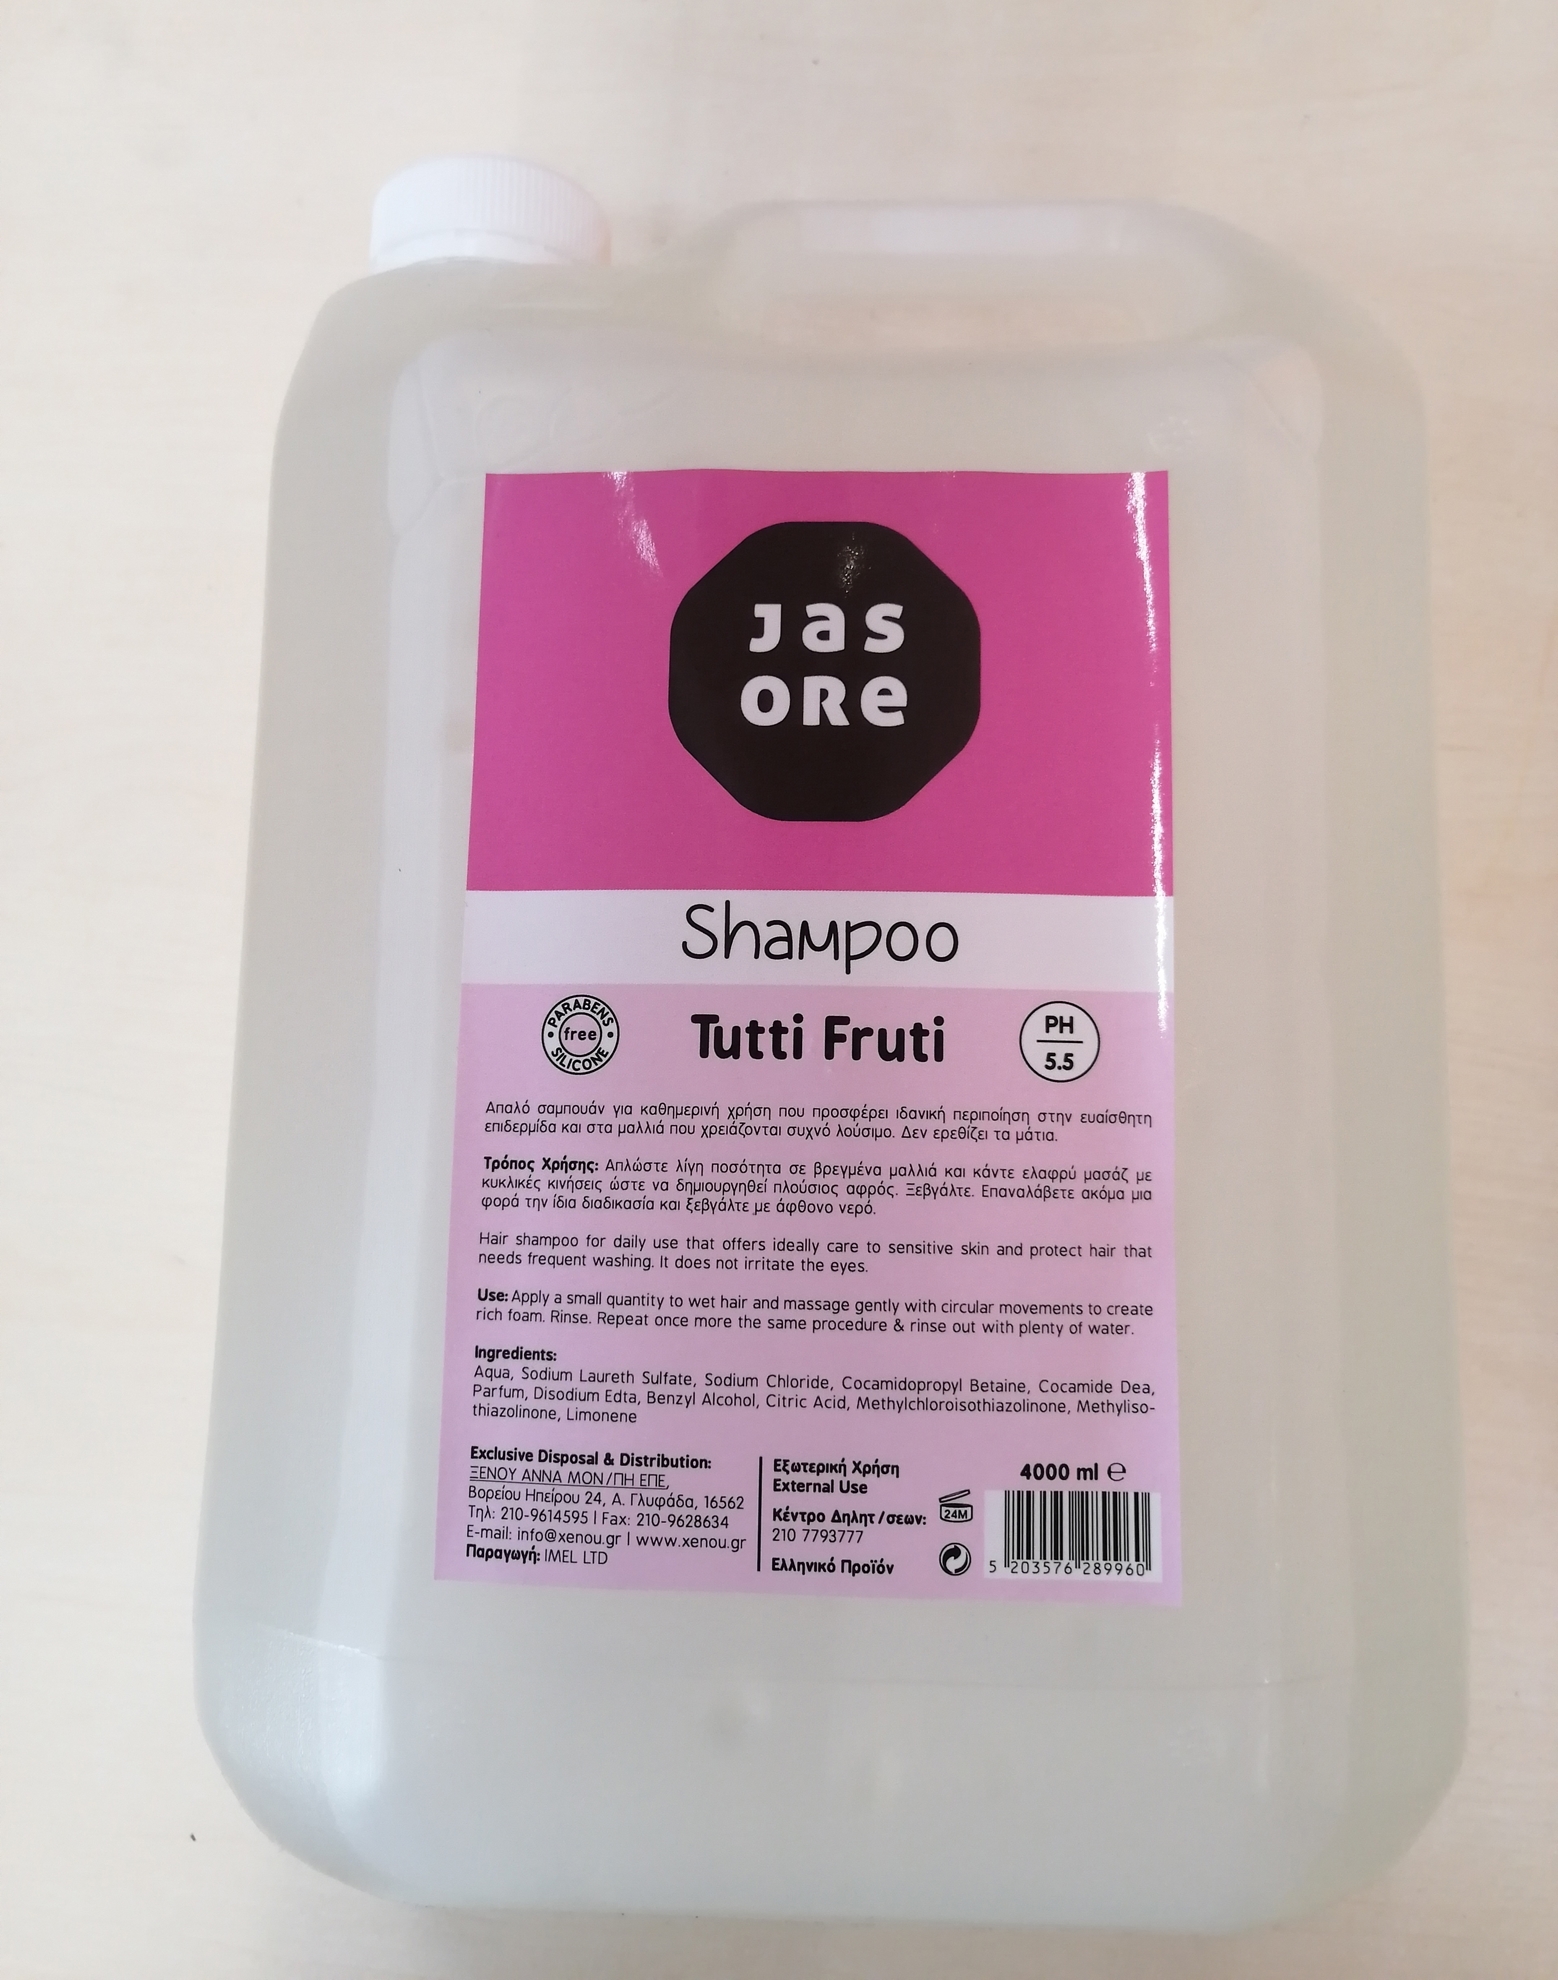 Jas
ORe
Shampoo
PARABENS
free
SILICONE
Tutti Fruti
PH
5.5
Απαλό σαμπουάν για καθημερινή χρήση που προσφέρει ιδανική περιποίηση στην ευαίσθητη
επιδερμίδα και στα μαλλιά που χρειάζονται συχνό λούσιμο. Δεν ερεθίζει τα μάτια.
Τρόπος Χρήσης: Απλώστε λίγη ποσότητα σε βρεγμένα μαλλιά και κάντε ελαφρύ μασάζ με
κυκλικές κινήσεις ώστε να δημιουργηθεί πλούσιος αφρός. Ξεβγάλτε. Επαναλάβετε ακόμα μια
φορά την ίδια διαδικασία και ξεβγάλτε με άφθονο νερό.
Hair shampoo for daily use that offers ideally care to sensitive skin and protect hair that
needs frequent washing. It does not irritate the eyes.
Use: Apply a small quantity to wet hair and massage gently with circular movements to create
rich foam. Rinse. Repeat once more the same procedure & rinse out with plenty of water.
Ingredients:
Aqua, Sodium Laureth Sulfate, Sodium Chloride, Cocamidopropyl Betaine, Cocamide Dea,
Parfum, Disodium Edta, Benzyl Alcohol, Citric Acid, Methylchloroisothiazolinone, Methyliso-
thiazolinone, Limonene
Exclusive Disposal & Distribution:
ΞΕΝΟΥ ΑΝΝΑ ΜΟΝ/ΠΗ ΕΠΕ,
Βορείου Ηπείρου 24, Α. Γλυφάδα, 16562
Τηλ: 210-9614595 | Fax: 210-9628634
E-mail: info@xenou.gr | www.xenou.gr
Παραγωγή: IMEL LTD
Εξωτερική Χρήση
External Use
Κέντρο Δηλητ/σεων:
210 7793777
Ελληνικό Προϊόν
24M
4000 ml ℮
5 203576 289960